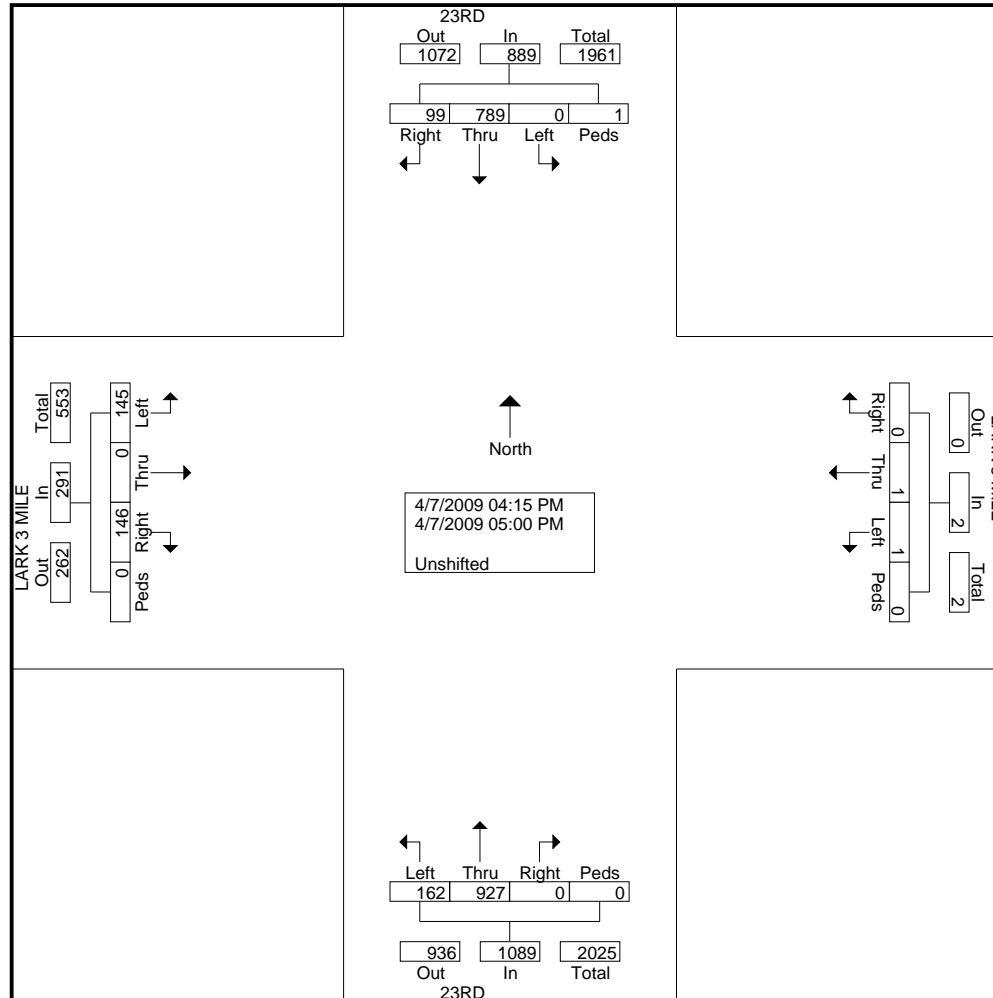 23RD
Out In Total
1072 889 1961
99 789 0 1
Right Thru Left Peds
Total In Out
553 291 262
LARK 3 MILE
145 0 146 0
Left Thru Right Peds
North
4/7/2009 04:15 PM
4/7/2009 05:00 PM
Unshifted
Right Thru Left Peds
0 1 1 0
Out In Total
0 2 2
Left Thru Right Peds
162 927 0 0
936 1089 2025
Out In Total
23RD